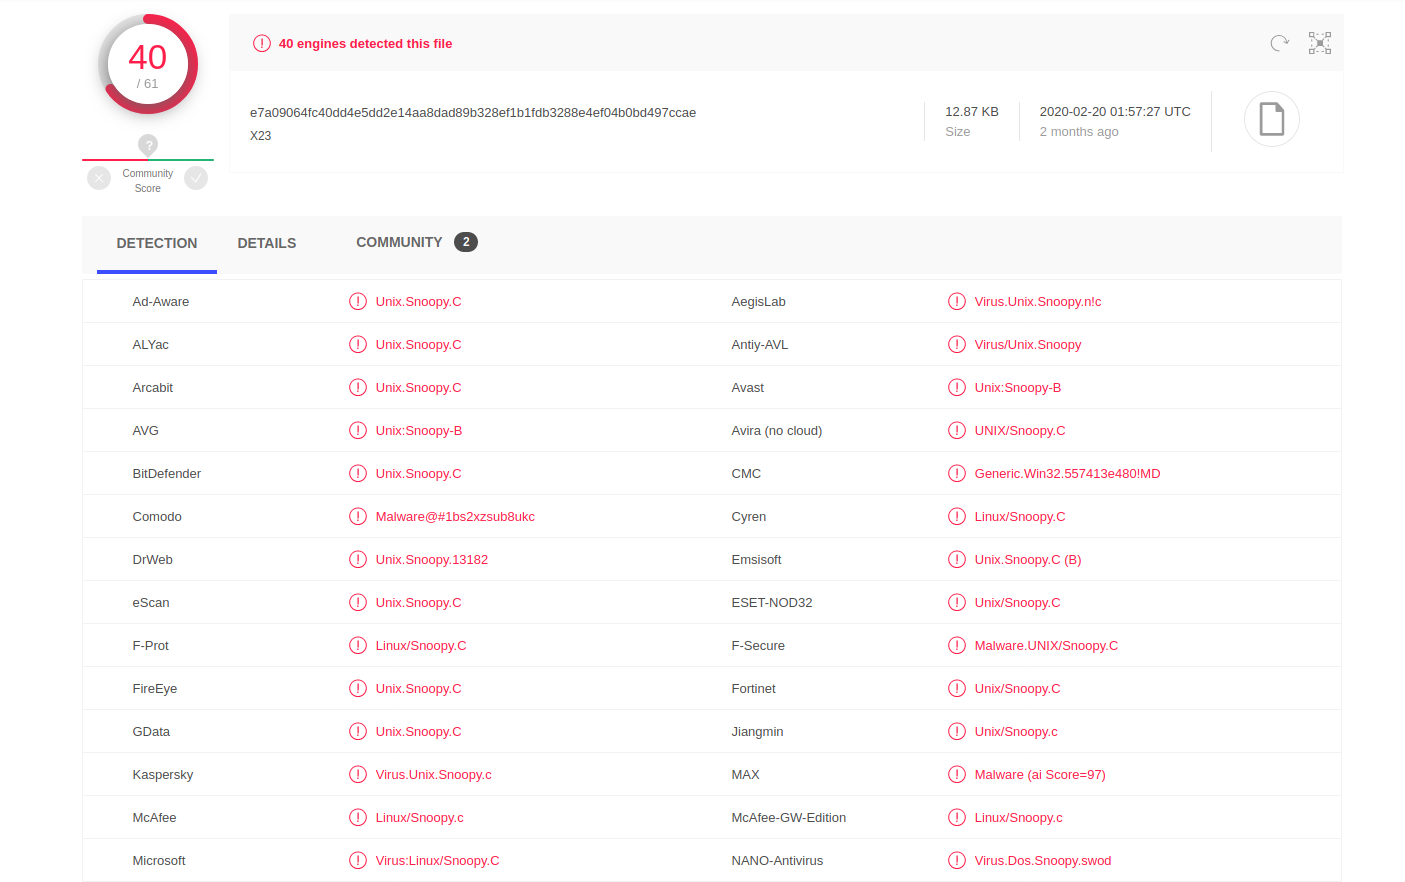 40
/ 61
?
Community
Score
40 engines detected this file
e7a09064fc40dd4e5dd2e14aa8dad89b328ef1b1fdb3288e4ef04b0bd497ccae
X23
12.87 KB
Size
2020-02-20 01:57:27 UTC
2 months ago
DETECTION DETAILS COMMUNITY 2
Ad-Aware Unix.Snoopy.C AegisLab Virus.Unix.Snoopy.n!c
ALYac Unix.Snoopy.C Antiy-AVL Virus/Unix.Snoopy
Arcabit Unix.Snoopy.C Avast Unix:Snoopy-B
AVG Unix:Snoopy-B Avira (no cloud) UNIX/Snoopy.C
BitDefender Unix.Snoopy.C CMC Generic.Win32.557413e480!MD
Comodo Malware@#1bs2xzsub8ukc Cyren Linux/Snoopy.C
DrWeb Unix.Snoopy.13182 Emsisoft Unix.Snoopy.C (B)
eScan Unix.Snoopy.C ESET-NOD32 Unix/Snoopy.C
F-Prot Linux/Snoopy.C F-Secure Malware.UNIX/Snoopy.C
FireEye Unix.Snoopy.C Fortinet Unix/Snoopy.C
GData Unix.Snoopy.C Jiangmin Unix/Snoopy.c
Kaspersky Virus.Unix.Snoopy.c MAX Malware (ai Score=97)
McAfee Linux/Snoopy.c McAfee-GW-Edition Linux/Snoopy.c
Microsoft Virus:Linux/Snoopy.C NANO-Antivirus Virus.Dos.Snoopy.swod